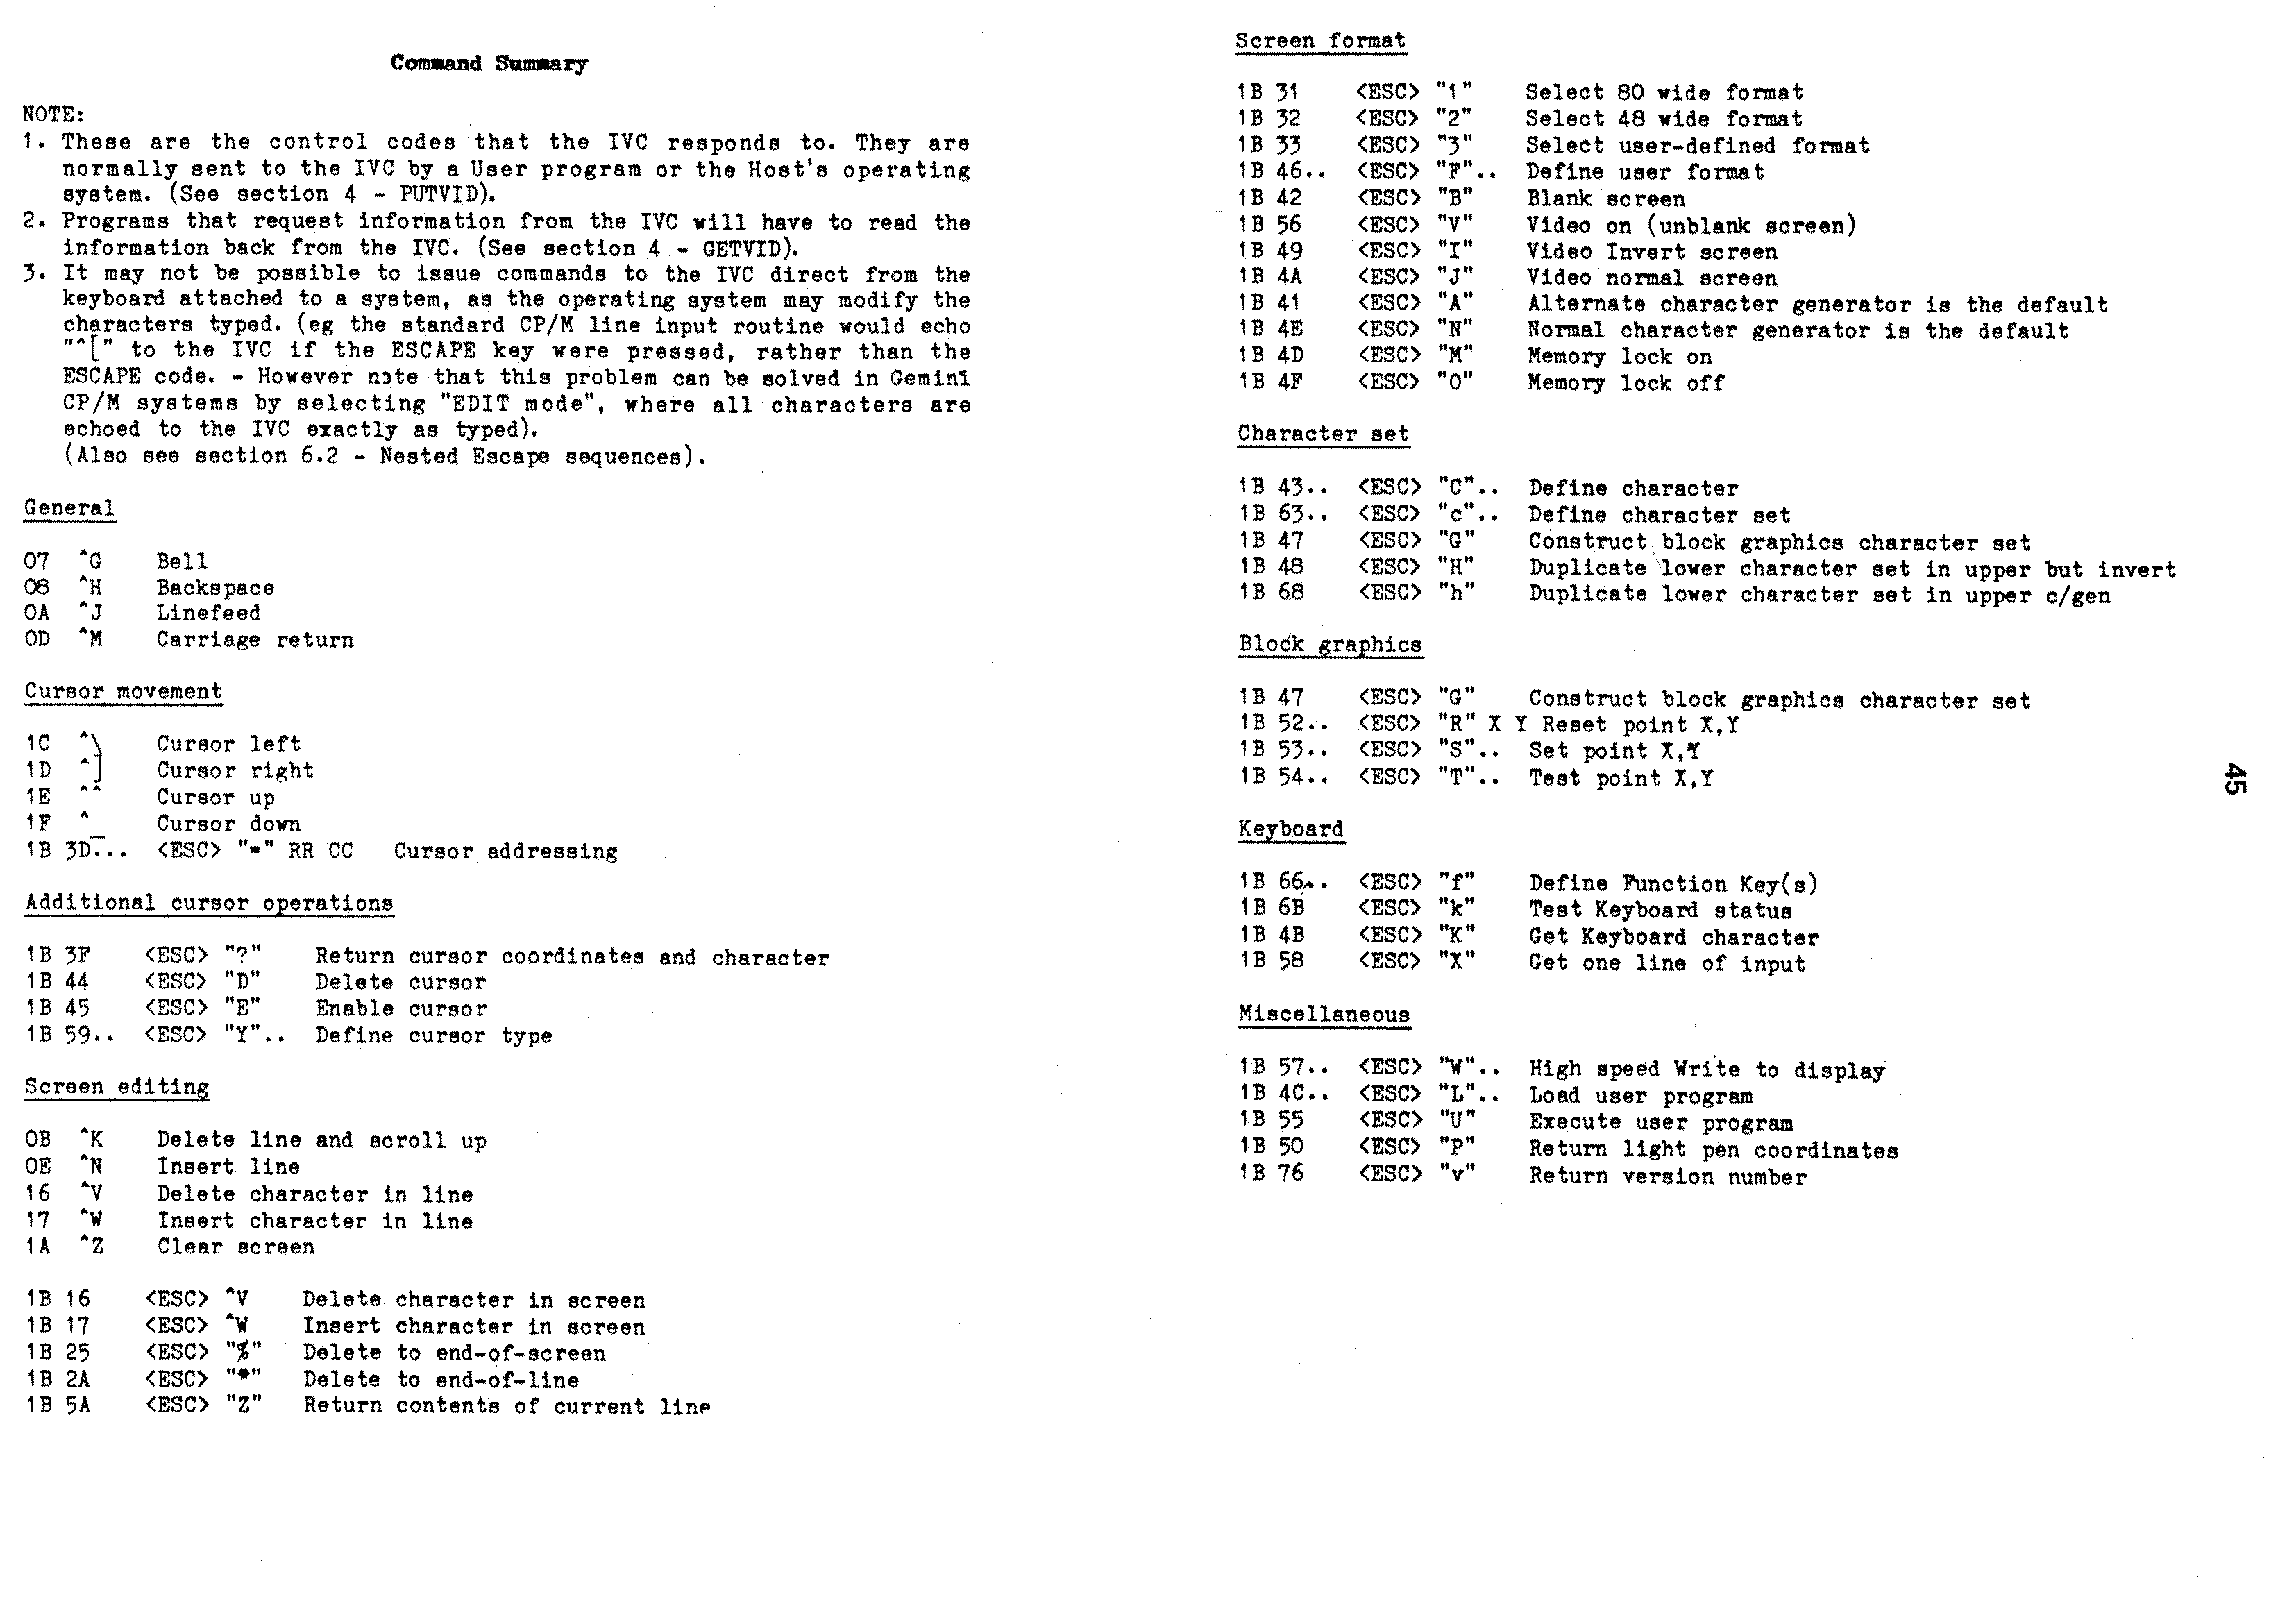 Command Summary
NOTE:
1. These are the control codes that the IVC responds to. They are
normally sent to the IVC by a User program or the Host's operating
system. (See section 4 - PUTVID).
2. Programs that request information from the IVC will have to read the
information back from the IVC. (See section 4 - GETVID).
3. It may not be possible to issue commands to the IVC direct from the
keyboard attached to a system, as the operating system may modify the
characters typed. (eg the standard CP/M line input routine would echo
"^[" to the IVC if the ESCAPE key were pressed, rather than the
ESCAPE code. - However note that this problem can be solved in Gemini
CP/M systems by selecting "EDIT mode", where all characters are
echoed to the IVC exactly as typed).
(Also see section 6.2 - Nested Escape sequences).
General
07 ^G Bell
08 ^H Backspace
0A ^J Linefeed
0D ^M Carriage return
Cursor movement
1C ^\ Cursor left
1D ^] Cursor right
1E ^^ Cursor up
1F ^_ Cursor down
1B 3D... <ESC> "=" RR CC Cursor addressing
Additional cursor operations
1B 3F <ESC> "?" Return cursor coordinates and character
1B 44 <ESC> "D" Delete cursor
1B 45 <ESC> "E" Enable cursor
1B 59.. <ESC> "Y".. Define cursor type
Screen editing
0B ^K Delete line and scroll up
0E ^N Insert line
16 ^V Delete character in line
17 ^W Insert character in line
1A ^Z Clear screen
1B 16 <ESC> ^V Delete character in screen
1B 17 <ESC> ^W Insert character in screen
1B 25 <ESC> "%" Delete to end-of-screen
1B 2A <ESC> "*" Delete to end-of-line
1B 5A <ESC> "Z" Return contents of current line
Screen format
1B 31 <ESC> "1" Select 80 wide format
1B 32 <ESC> "2" Select 48 wide format
1B 33 <ESC> "3" Select user-defined format
1B 46.. <ESC> "F".. Define user format
1B 42 <ESC> "B" Blank screen
1B 56 <ESC> "V" Video on (unblank screen)
1B 49 <ESC> "I" Video Invert screen
1B 4A <ESC> "J" Video normal screen
1B 41 <ESC> "A" Alternate character generator is the default
1B 4E <ESC> "N" Normal character generator is the default
1B 4D <ESC> "M" Memory lock on
1B 4F <ESC> "O" Memory lock off
Character set
1B 43.. <ESC> "C".. Define character
1B 63.. <ESC> "c".. Define character set
1B 47 <ESC> "G" Construct block graphics character set
1B 48 <ESC> "H" Duplicate lower character set in upper but invert
1B 68 <ESC> "h" Duplicate lower character set in upper c/gen
Block graphics
1B 47 <ESC> "G" Construct block graphics character set
1B 52.. <ESC> "R" X Y Reset point X,Y
1B 53.. <ESC> "S".. Set point X,Y
1B 54.. <ESC> "T".. Test point X,Y
Keyboard
1B 66.. <ESC> "f" Define Function Key(s)
1B 6B <ESC> "k" Test Keyboard status
1B 4B <ESC> "K" Get Keyboard character
1B 58 <ESC> "X" Get one line of input
Miscellaneous
1B 57.. <ESC> "W".. High speed Write to display
1B 4C.. <ESC> "L".. Load user program
1B 55 <ESC> "U" Execute user program
1B 50 <ESC> "P" Return light pen coordinates
1B 76 <ESC> "v" Return version number
45